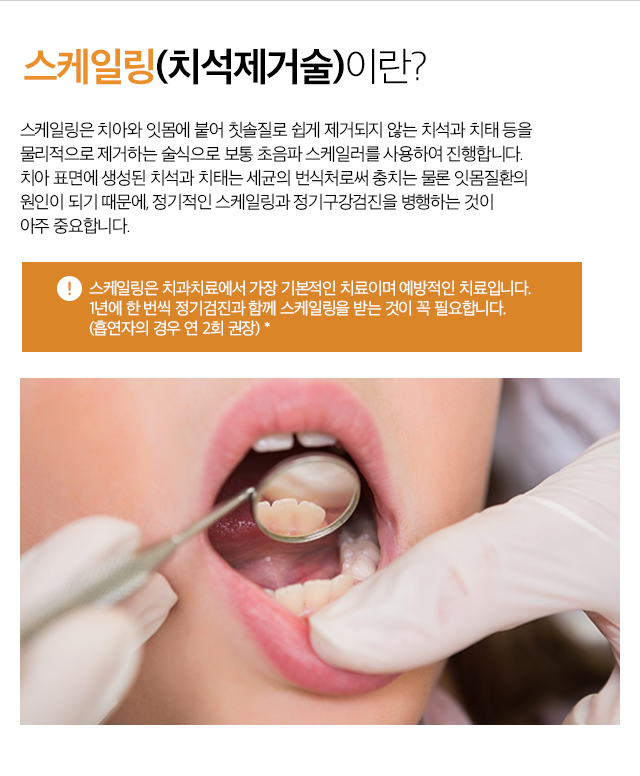 스케일링(치석제거술)이란?
스케일링은 치아와 잇몸에 붙어 칫솔질로 쉽게 제거되지 않는 치석과 치태 등을
물리적으로 제거하는 술식으로 보통 초음파 스케일러를 사용하여 진행합니다.
치아 표면에 생성된 치석과 치태는 세균의 번식처로써 충치는 물론 잇몸질환의
원인이 되기 때문에, 정기적인 스케일링과 정기구강검진을 병행하는 것이
아주 중요합니다.
! 스케일링은 치과치료에서 가장 기본적인 치료이며 예방적인 치료입니다.
1년에 한 번씩 정기검진과 함께 스케일링을 받는 것이 꼭 필요합니다.
(흡연자의 경우 연 2회 권장) *